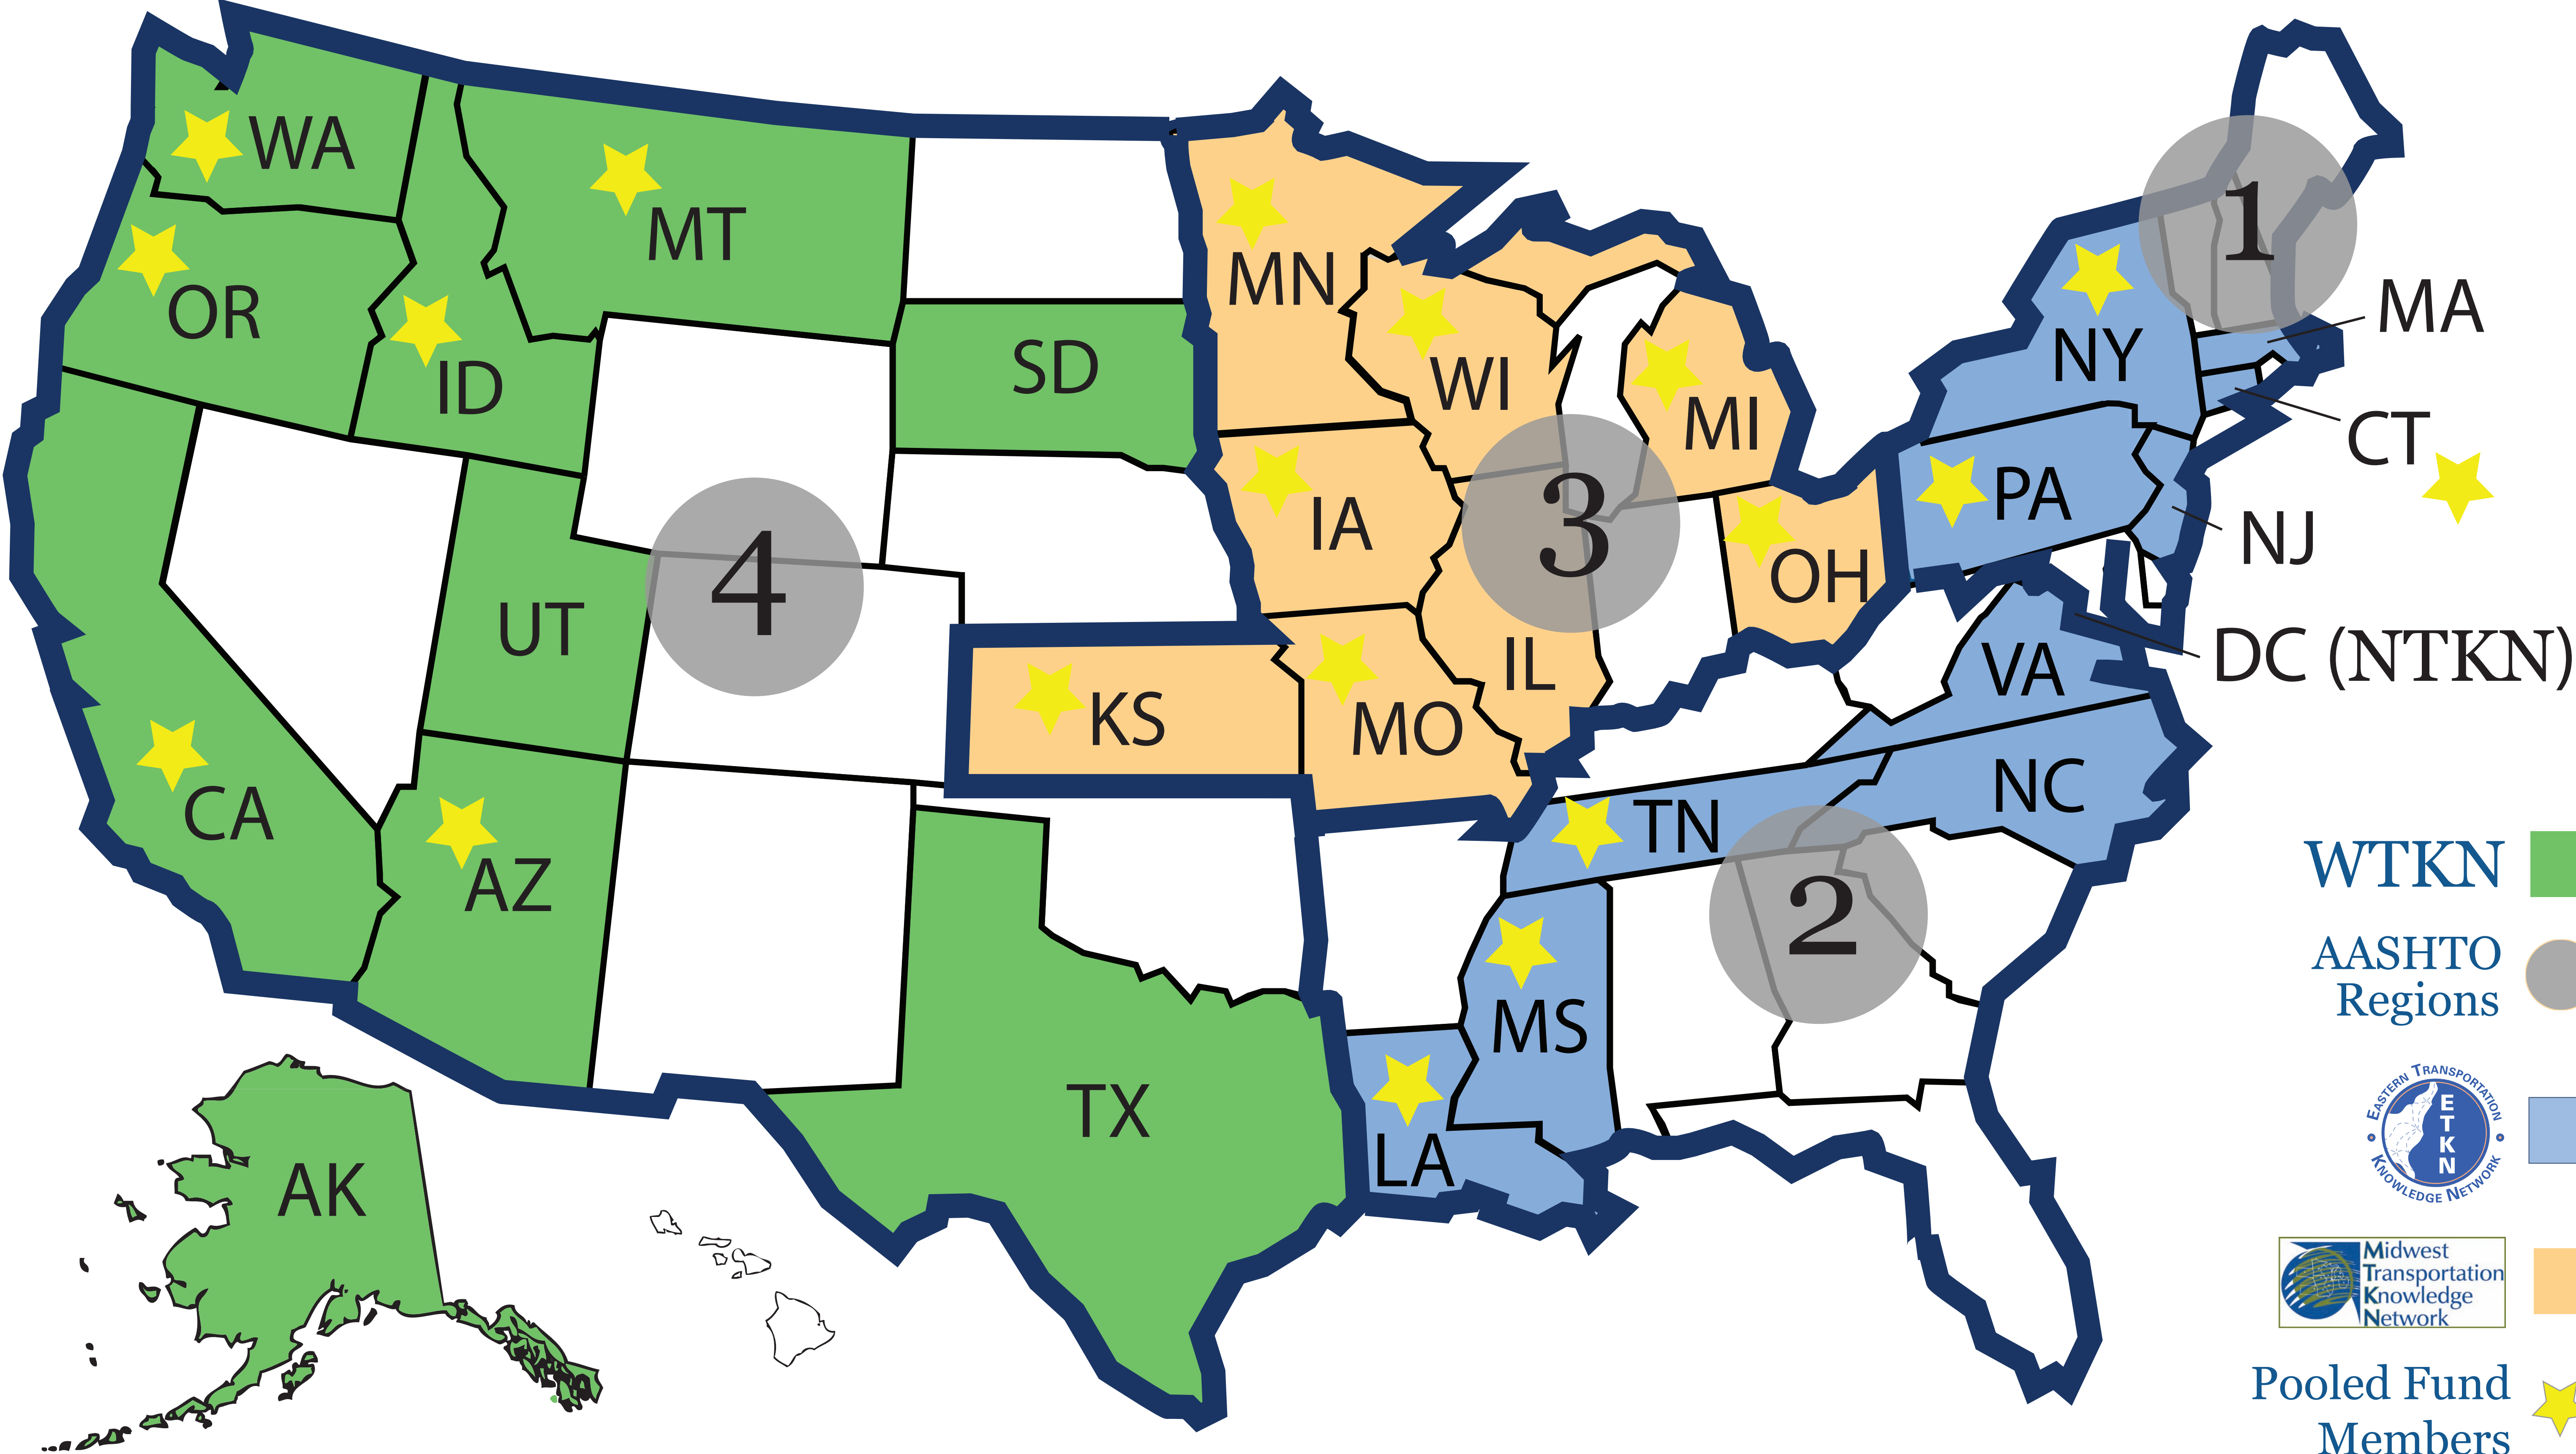 WA
MT
OR
ID
SD
MN
WI
MI
IA
OH
NY
PA
1
MA
CT
NJ
DC (NTKN)
4
3
UT
KS
MO
IL
VA
NC
CA
AZ
TN
2
MS
TX
LA
AK
WTKN
AASHTO
Regions
EASTERN TRANSPORTATION
E
T
K
N
KNOWLEDGE NETWORK
Midwest
Transportation
Knowledge
Network
Pooled Fund
Members